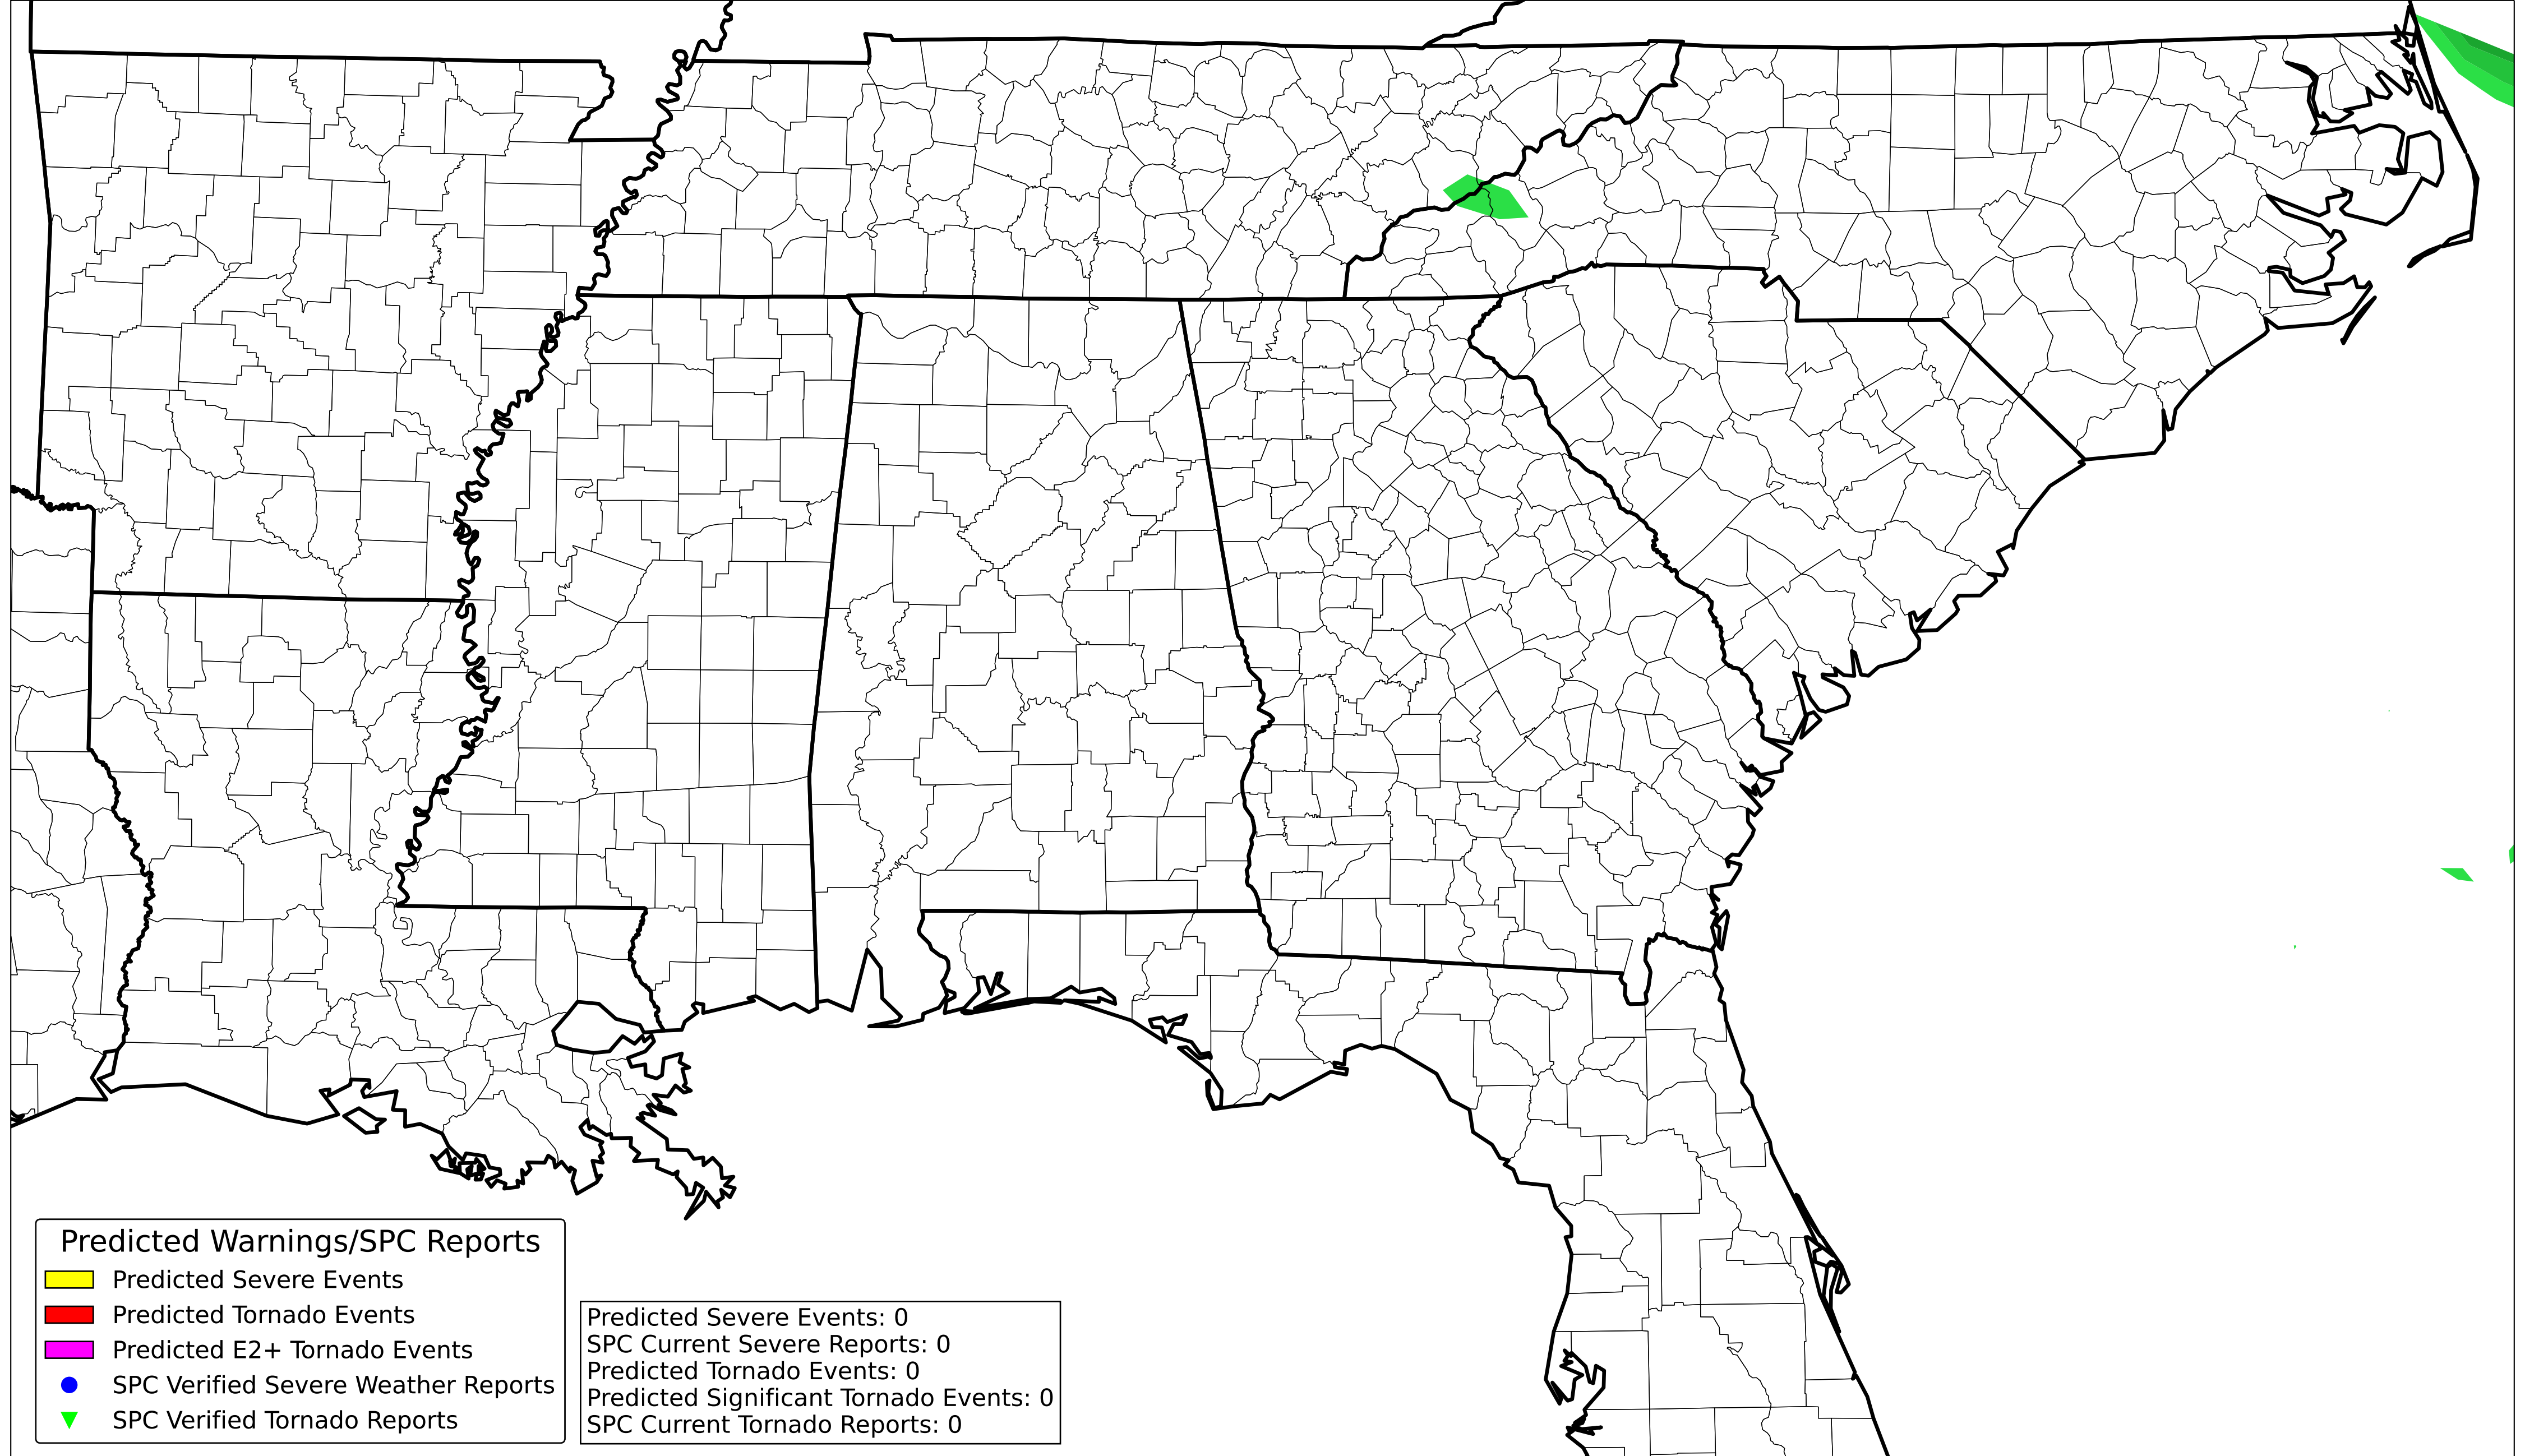 Predicted Warnings/SPC Reports
Predicted Severe Events
Predicted Tornado Events
Predicted E2+ Tornado Events
SPC Verified Severe Weather Reports
SPC Verified Tornado Reports
Predicted Severe Events: 0
SPC Current Severe Reports: 0
Predicted Tornado Events: 0
Predicted Significant Tornado Events: 0
SPC Current Tornado Reports: 0